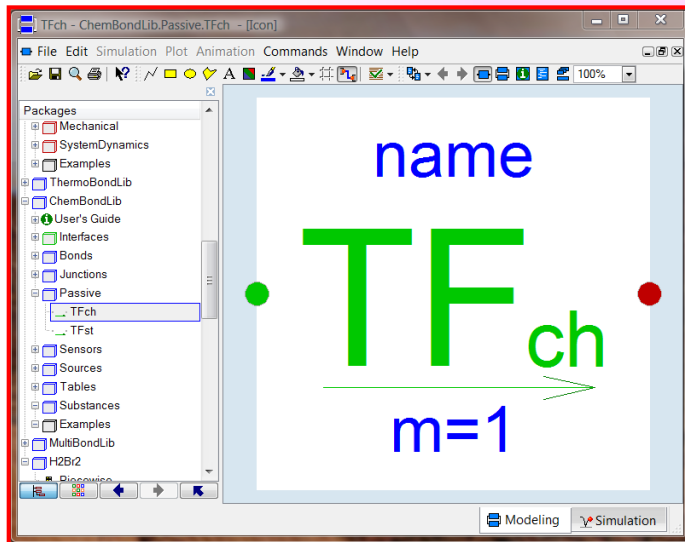 TFch - ChemBondLib.Passive.TFch - [Icon]
File Edit Simulation Plot Animation Commands Window Help
100%
Packages
Mechanical
SystemDynamics
Examples
ThermoBondLib
ChemBondLib
User's Guide
Interfaces
Bonds
Junctions
Passive
TFch
TFst
Sensors
Sources
Tables
Substances
Examples
MultiBondLib
H2Br2
Piecewise
name
TFch
m=1
Modeling Simulation